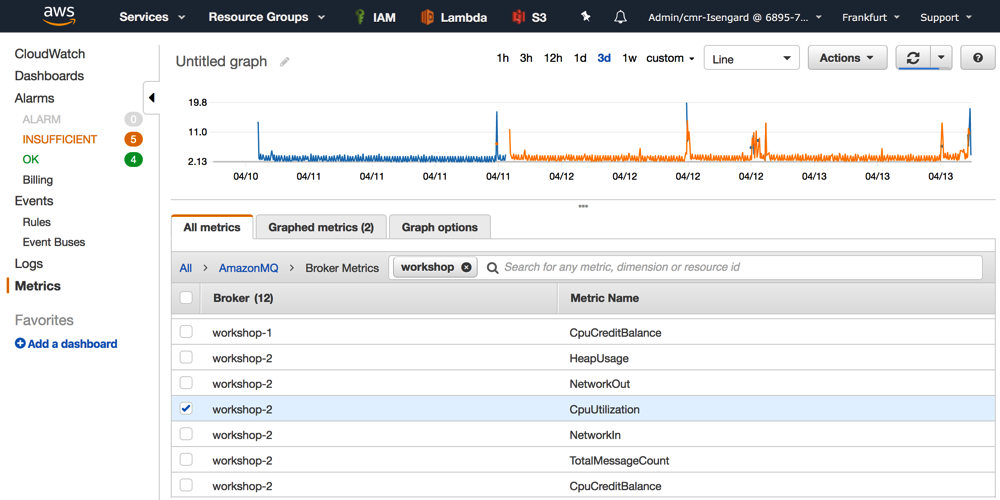 aws Services Resource Groups IAM Lambda S3 Admin/cmr-Isengard @ 6895-7... Frankfurt Support
CloudWatch
Dashboards
Alarms
ALARM 0
INSUFFICIENT 5
OK 4
Billing
Events
Rules
Event Buses
Logs
Metrics
Favorites
Add a dashboard
Untitled graph 1h 3h 12h 1d 3d 1w custom Line Actions ?
19.8
11.0
2.13
04/10 04/11 04/11 04/11 04/11 04/12 04/12 04/12 04/12 04/13 04/13 04/13
All metrics Graphed metrics (2) Graph options
All > AmazonMQ > Broker Metrics workshop Search for any metric, dimension or resource id
Broker (12) Metric Name
workshop-1 CpuCreditBalance
workshop-2 HeapUsage
workshop-2 NetworkOut
workshop-2 CpuUtilization
workshop-2 NetworkIn
workshop-2 TotalMessageCount
workshop-2 CpuCreditBalance